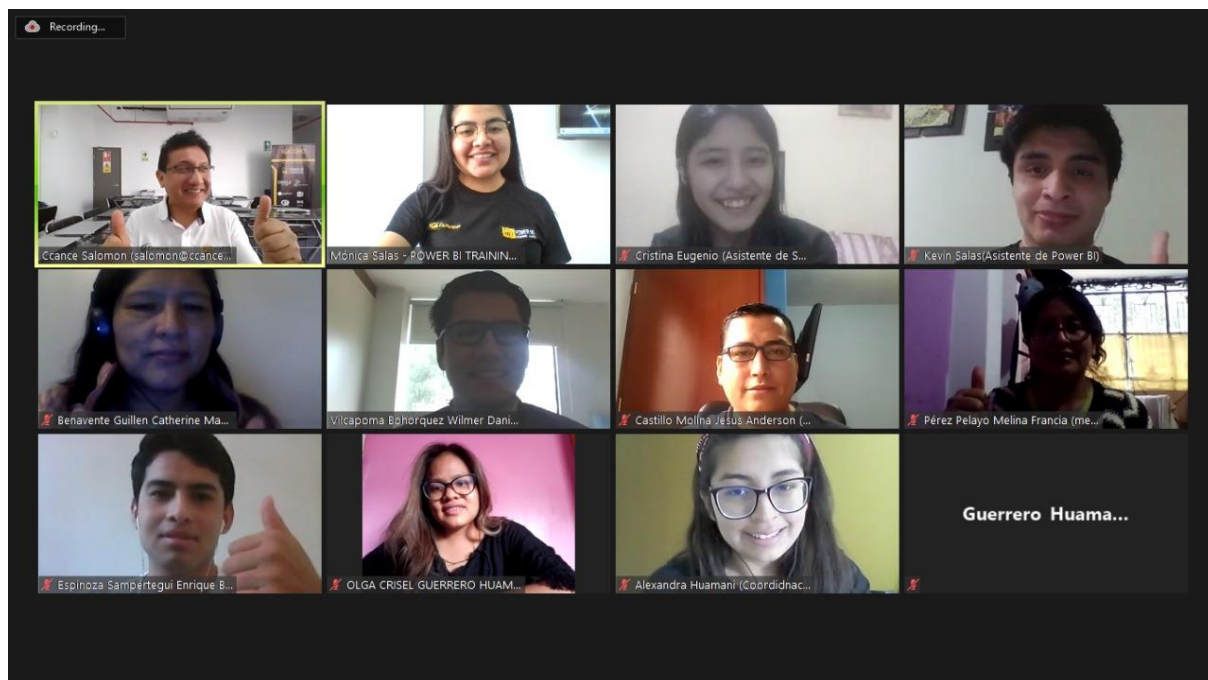 Recording...
Ccance Salomon (salomon@ccance...
Mónica Salas - POWER BI TRAININ...
Cristina Eugenio (Asistente de S...
Kevin Salas(Asistente de Power BI)
Benavente Guillen Catherine Ma...
Vilcapoma Bohorquez Wilmer Dani...
Castillo Molina Jesus Anderson (...
Pérez Pelayo Melina Francia (me...
Espinoza Sampertegui Enrique B...
OLGA CRISEL GUERRERO HUAM...
Alexandra Huamani (Coordidnac...
Guerrero Huama...